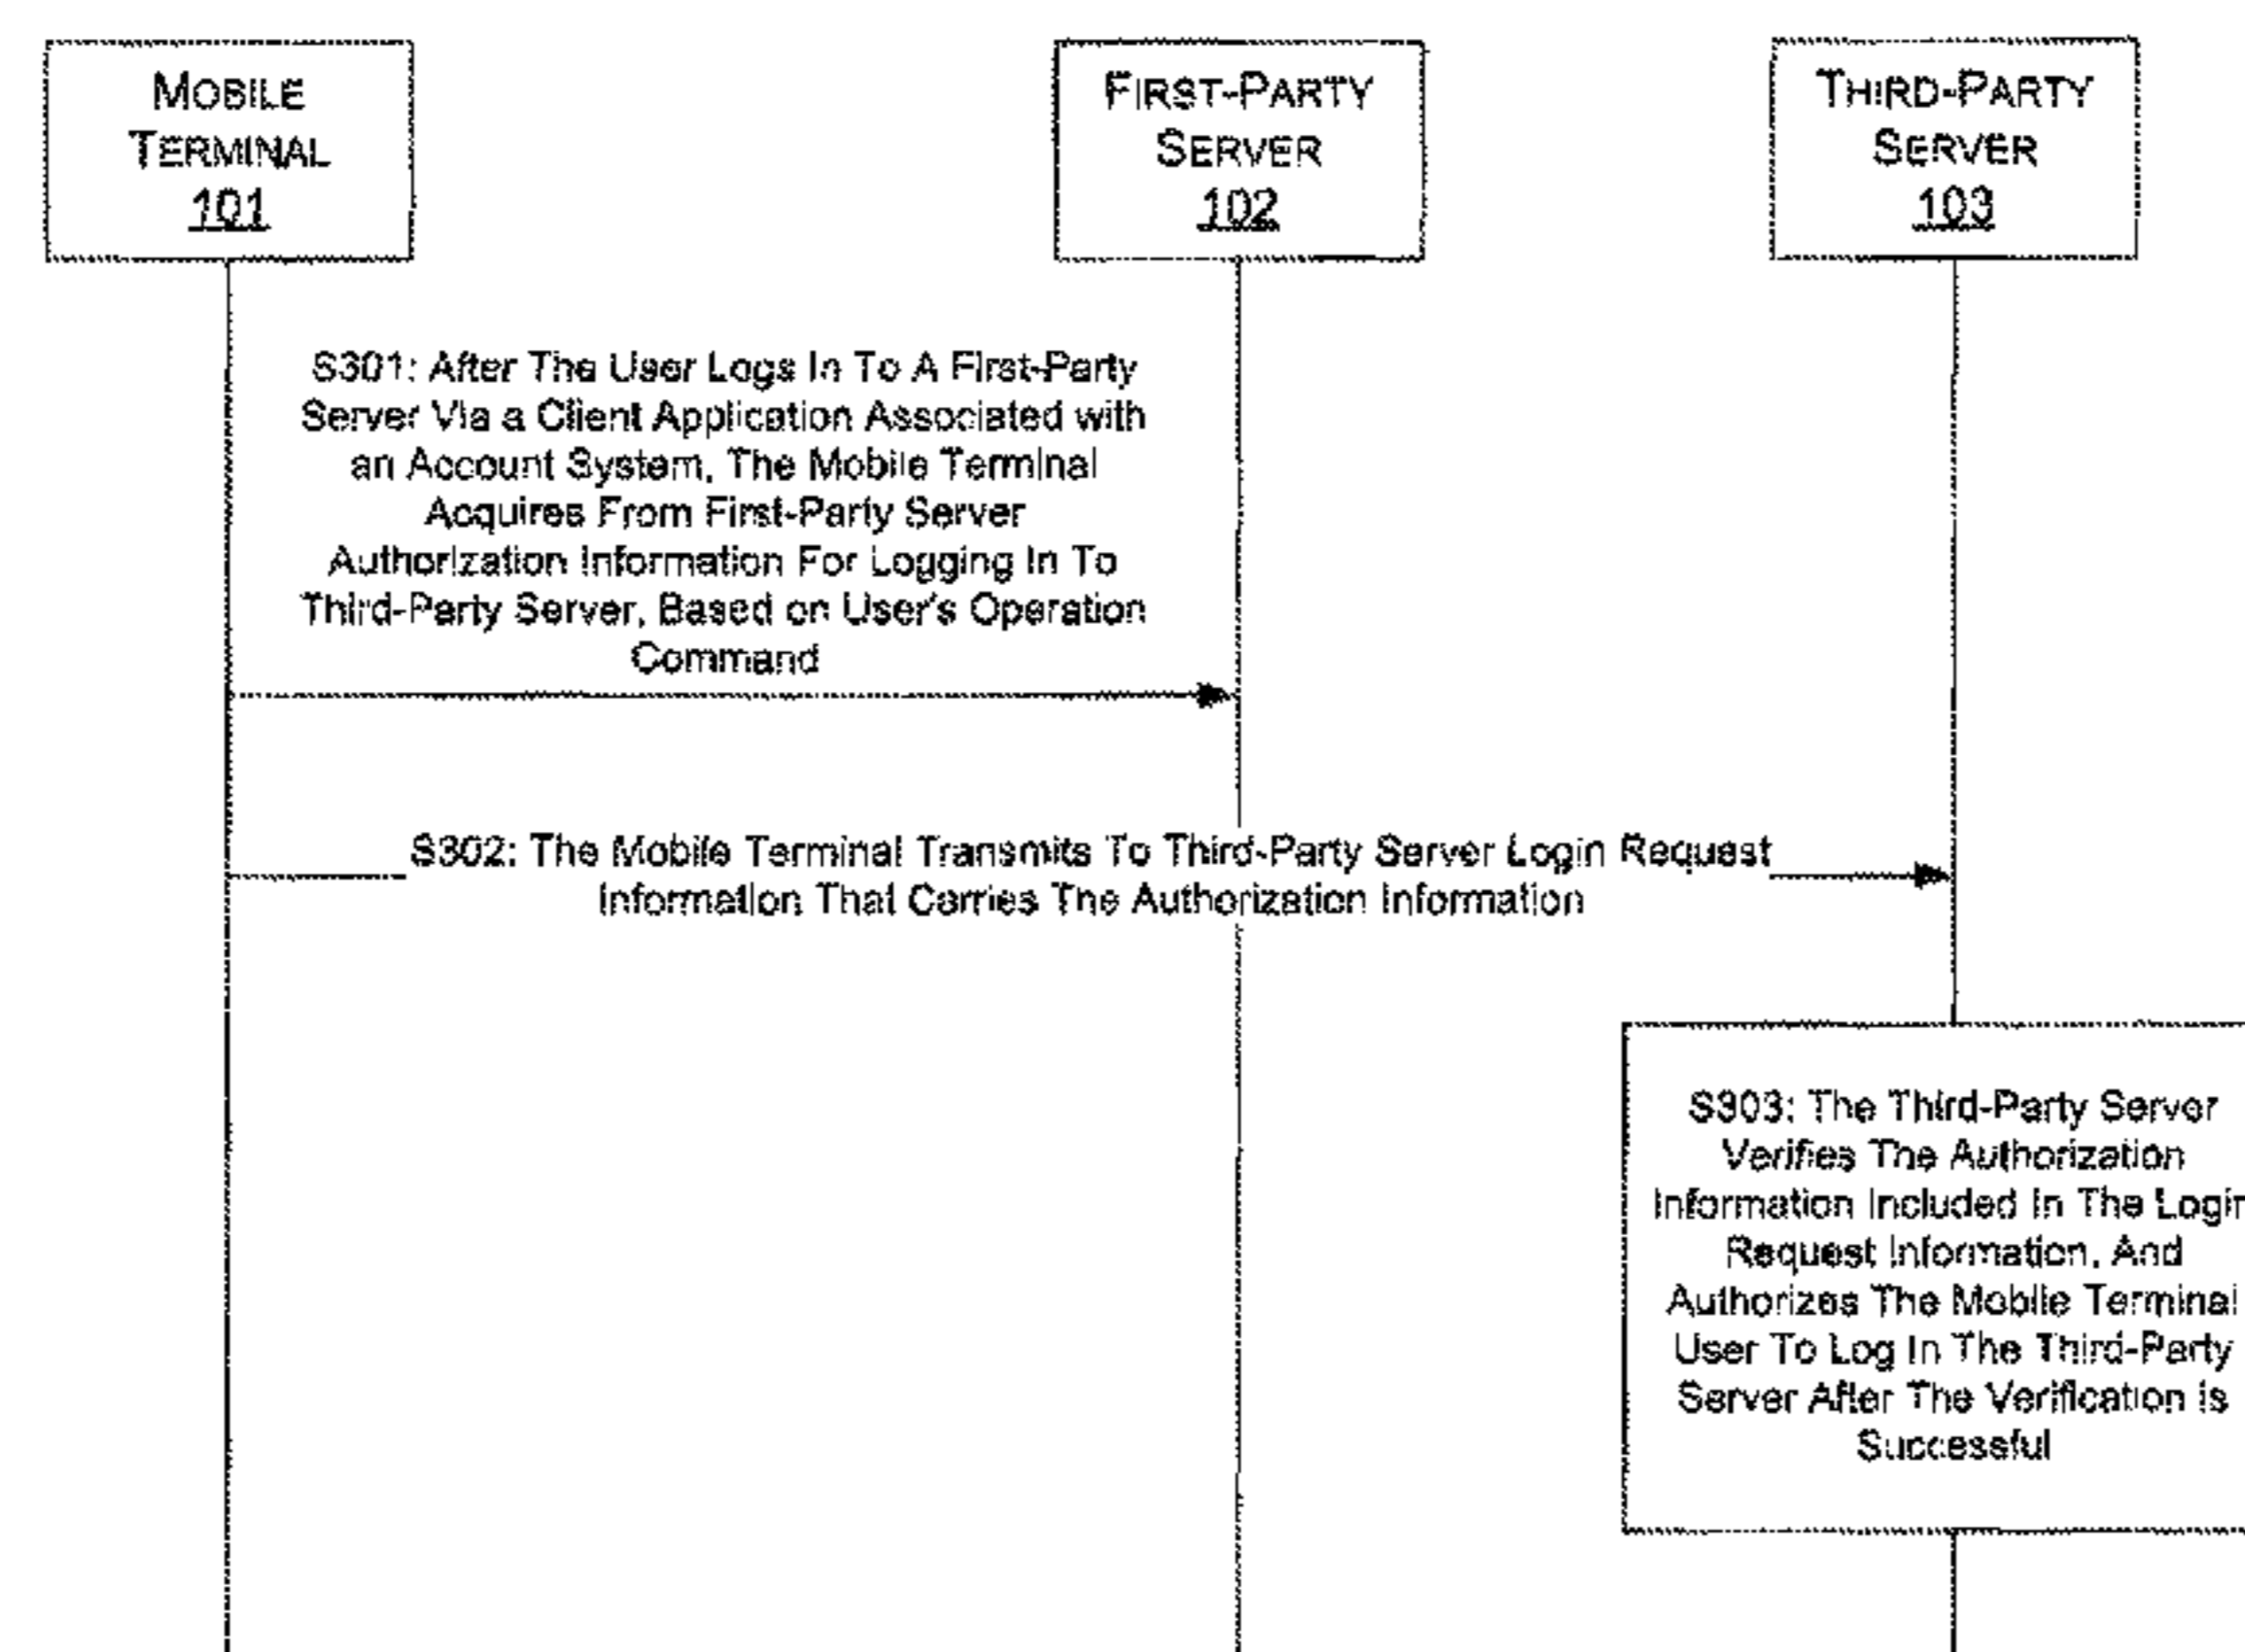 MOBILE
TERMINAL
101
FIRST-PARTY
SERVER
102
THIRD-PARTY
SERVER
103
S301: After The User Logs In To A First-Party
Server Via a Client Application Associated with
an Account System, The Mobile Terminal
Acquires From First-Party Server
Authorization Information For Logging In To
Third-Party Server, Based on User's Operation
Command
S302: The Mobile Terminal Transmits To Third-Party Server Login Request
Information That Carries The Authorization Information
S303: The Third-Party Server
Verifies The Authorization
Information Included In The Login
Request Information, And
Authorizes The Mobile Terminal
User To Log In The Third-Party
Server After The Verification is
Successful